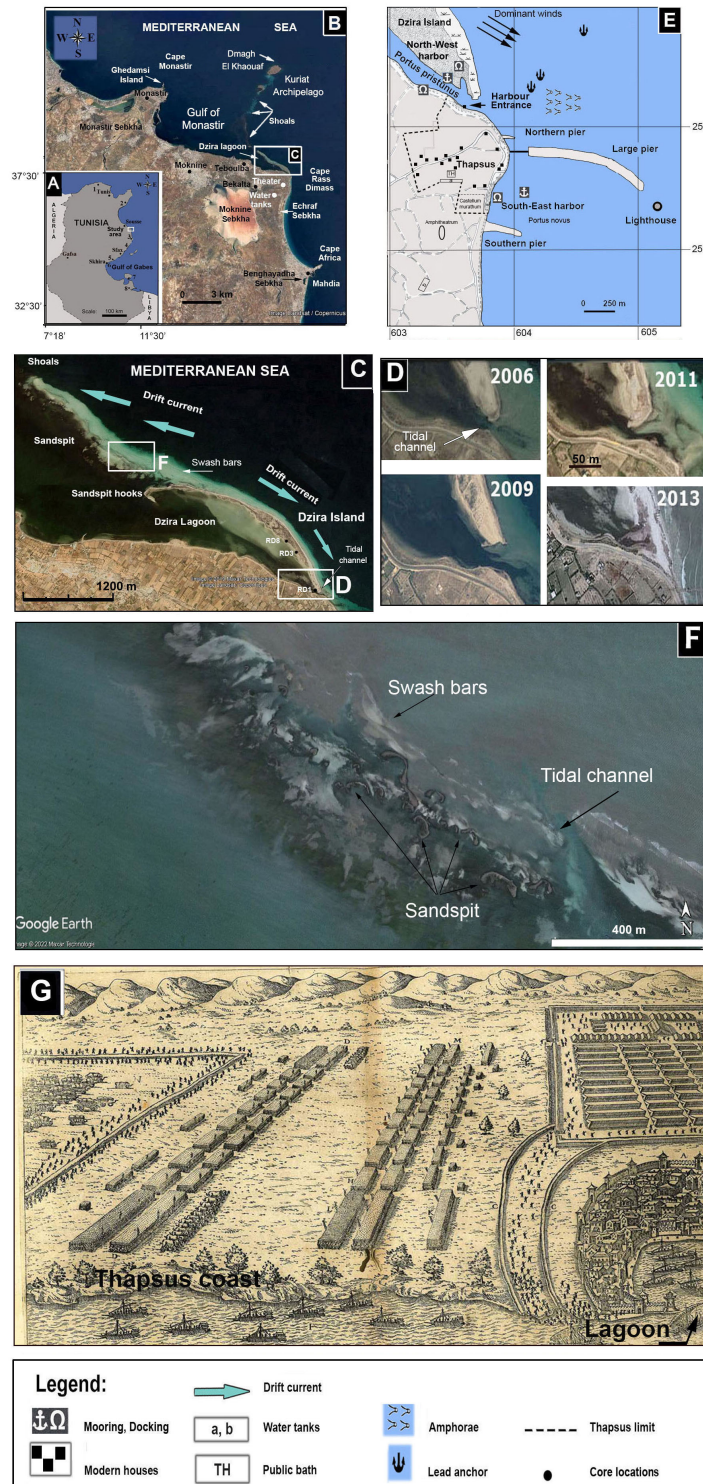 B
N
W E
S
MEDITERRANEAN SEA
Cape
Monastir
Ghedamsi
Island
Monastir
Dmagh
El Khaouaf
Kuriat
Archipelago
Gulf of
Monastir
Shoals
Monastir Sebkha
Dzira lagoon
C
Moknine
Teboulba
Bekalta
Theater
Water
tanks
Cape
Rass
Dimass
Moknine
Sebkha
Echraf
Sebkha
Cape
Africa
Benghayadha
Sebkha
Mahdia
0 3 km
Image Landsat / Copernicus
37°30'
32°30'
7°18'
11°30'
A
TUNISIA
ALGERIA
LIBYA
Study
area
Gulf of Gabes
Skhira
Scale: 100 km
E
Dzira Island
North-West
harbor
Portus pristunus
Dominant winds
Harbour
Entrance
Northern pier
Large pier
Thapsus
TH
Castellum
Amphitheatrum
South-East harbor
Portus novus
Lighthouse
Southern pier
25
25
0 250 m
603 604 605
C
Shoals
MEDITERRANEAN SEA
Drift current
Sandspit
F
Swash bars
Drift current
Sandspit hooks
Dzira Lagoon
Dzira Island
RD8
RD3
Tidal
channel
RD1
D
1200 m
D
2006
Tidal
channel
2011
50 m
2009
2013
F
Swash bars
Tidal channel
Sandspit
Google Earth
400 m
N
G
Thapsus coast
Lagoon
Legend:
Drift current
Mooring, Docking
a, b
Water tanks
Amphorae
Thapsus limit
Modern houses
TH
Public bath
Lead anchor
Core locations